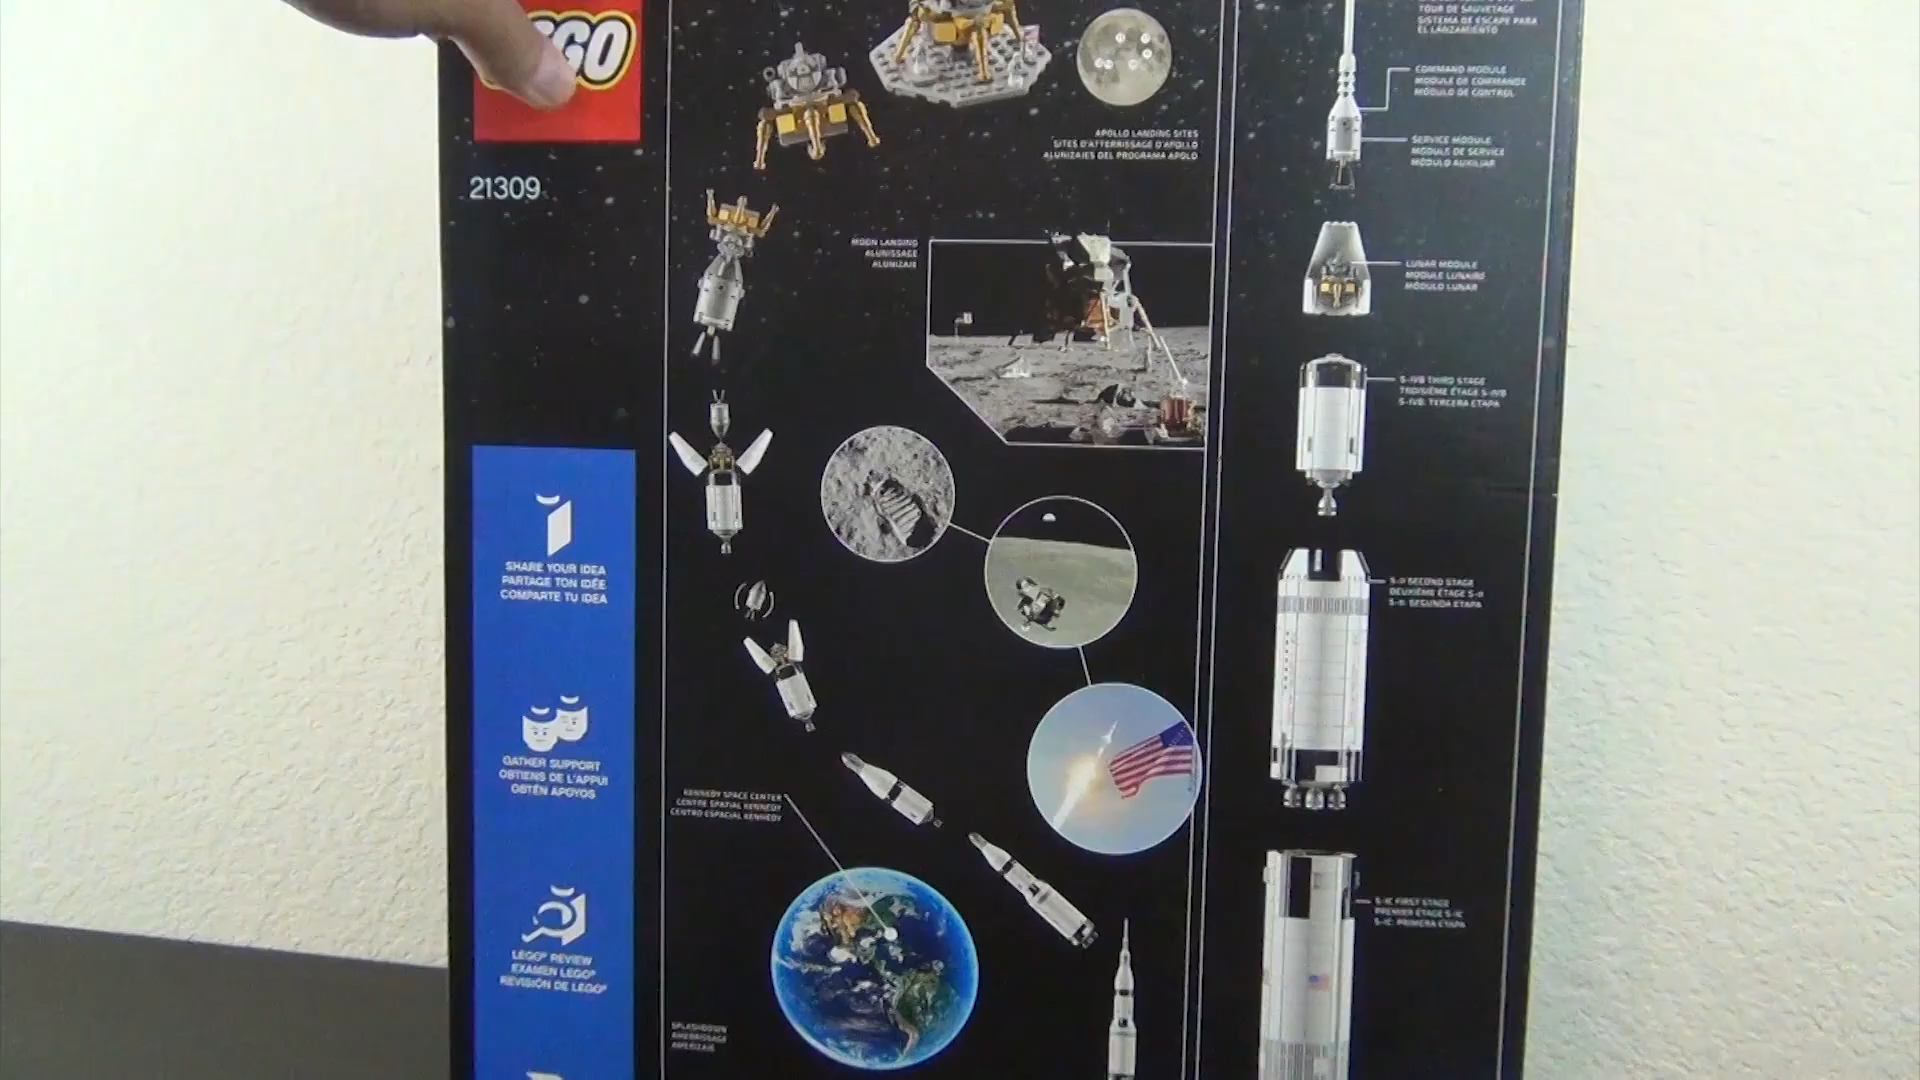 LEGO
21309
SHARE YOUR IDEA
PARTAGE TON IDÉE
COMPARTE TU IDEA
GATHER SUPPORT
OBTIENS DE L'APPUI
OBTÉN APOYOS
LEGO® REVIEW
EXAMEN LEGO®
REVISIÓN DE LEGO®
APOLLO LANDING SITES
SITES D'ATTERRISSAGE D'APOLLO
ALUNIZAJES DEL PROGRAMA APOLO
MOON LANDING
ALUNISSAGE
ALUNIZAJE
KENNEDY SPACE CENTER
CENTRE SPATIAL KENNEDY
CENTRO ESPACIAL KENNEDY
SPLASHDOWN
AMERRISSAGE
AMERIZAJE
TOUR DE SAUVETAGE
SISTEMA DE ESCAPE PARA
EL LANZAMIENTO
COMMAND MODULE
MODULE DE COMMANDE
MÓDULO DE CONTROL
SERVICE MODULE
MODULE DE SERVICE
MÓDULO AUXILIAR
LUNAR MODULE
MODULE LUNAIRE
MÓDULO LUNAR
S-IVB THIRD STAGE
TROISIÈME ÉTAGE S-IVB
S-IVB: TERCERA ETAPA
S-II SECOND STAGE
DEUXIÈME ÉTAGE S-II
S-II: SEGUNDA ETAPA
S-IC FIRST STAGE
PREMIER ÉTAGE S-IC
S-IC: PRIMERA ETAPA